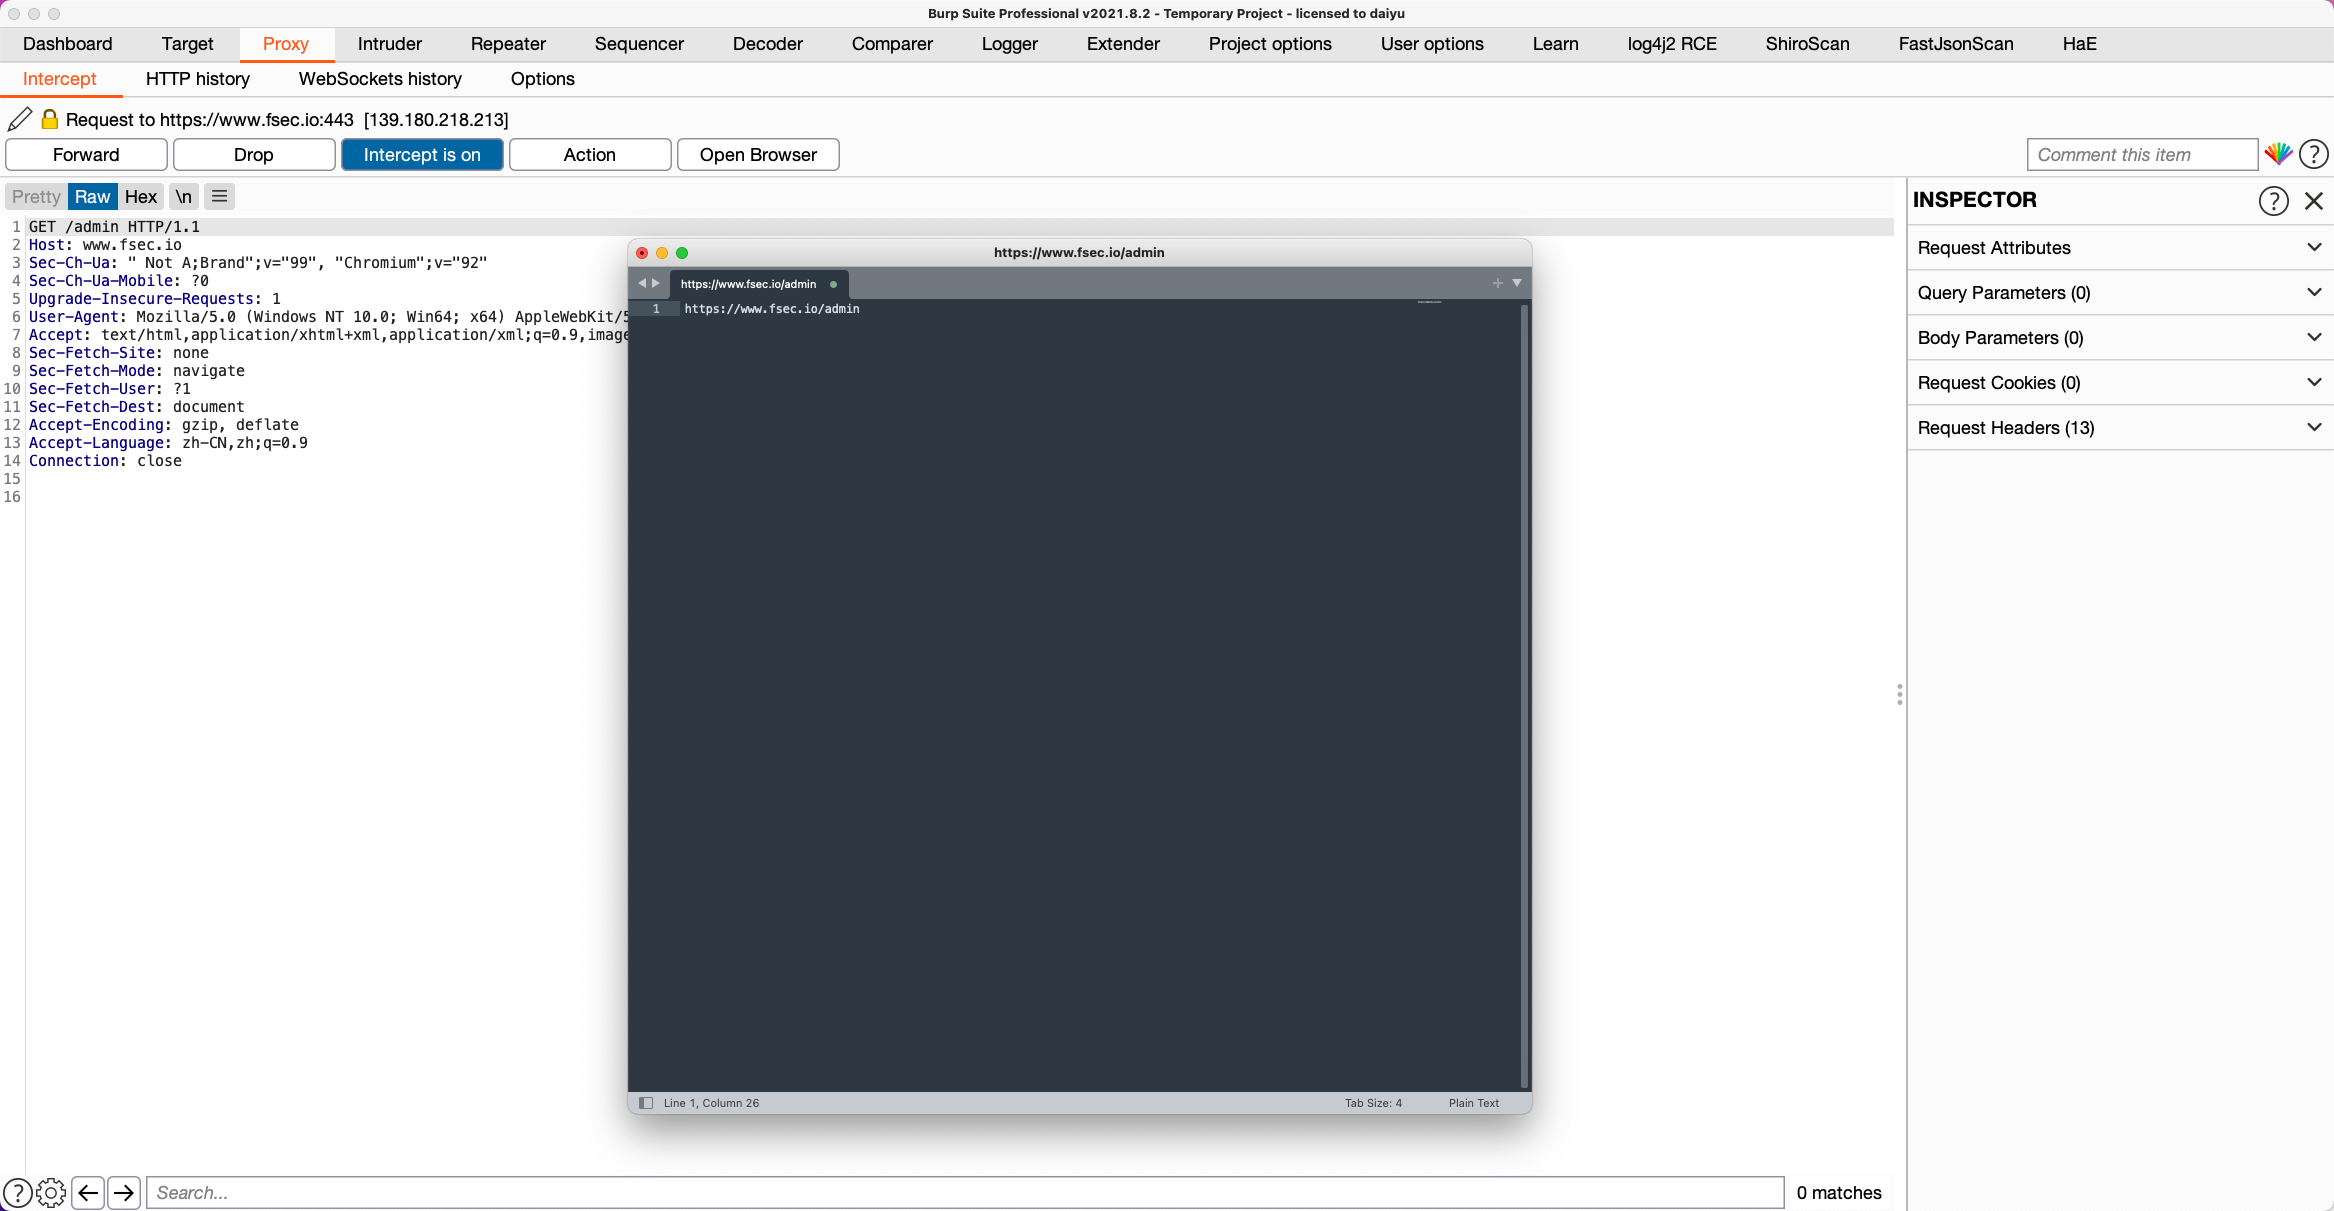 Burp Suite Professional v2021.8.2 - Temporary Project - licensed to daiyu
Dashboard Target Proxy Intruder Repeater Sequencer Decoder Comparer Logger Extender Project options User options Learn log4j2 RCE ShiroScan FastJsonScan HaE
Intercept HTTP history WebSockets history Options
Request to https://www.fsec.io:443 [139.180.218.213]
Forward Drop Intercept is on Action Open Browser Comment this item ?
Pretty Raw Hex \n
1 GET /admin HTTP/1.1
2 Host: www.fsec.io
3 Sec-Ch-Ua: " Not A;Brand";v="99", "Chromium";v="92"
4 Sec-Ch-Ua-Mobile: ?0
5 Upgrade-Insecure-Requests: 1
6 User-Agent: Mozilla/5.0 (Windows NT 10.0; Win64; x64) AppleWebKit/5
7 Accept: text/html,application/xhtml+xml,application/xml;q=0.9,image
8 Sec-Fetch-Site: none
9 Sec-Fetch-Mode: navigate
10 Sec-Fetch-User: ?1
11 Sec-Fetch-Dest: document
12 Accept-Encoding: gzip, deflate
13 Accept-Language: zh-CN,zh;q=0.9
14 Connection: close
15
16
https://www.fsec.io/admin
https://www.fsec.io/admin
1 https://www.fsec.io/admin
Line 1, Column 26 Tab Size: 4 Plain Text
INSPECTOR ?
Request Attributes
Query Parameters (0)
Body Parameters (0)
Request Cookies (0)
Request Headers (13)
? Search... 0 matches